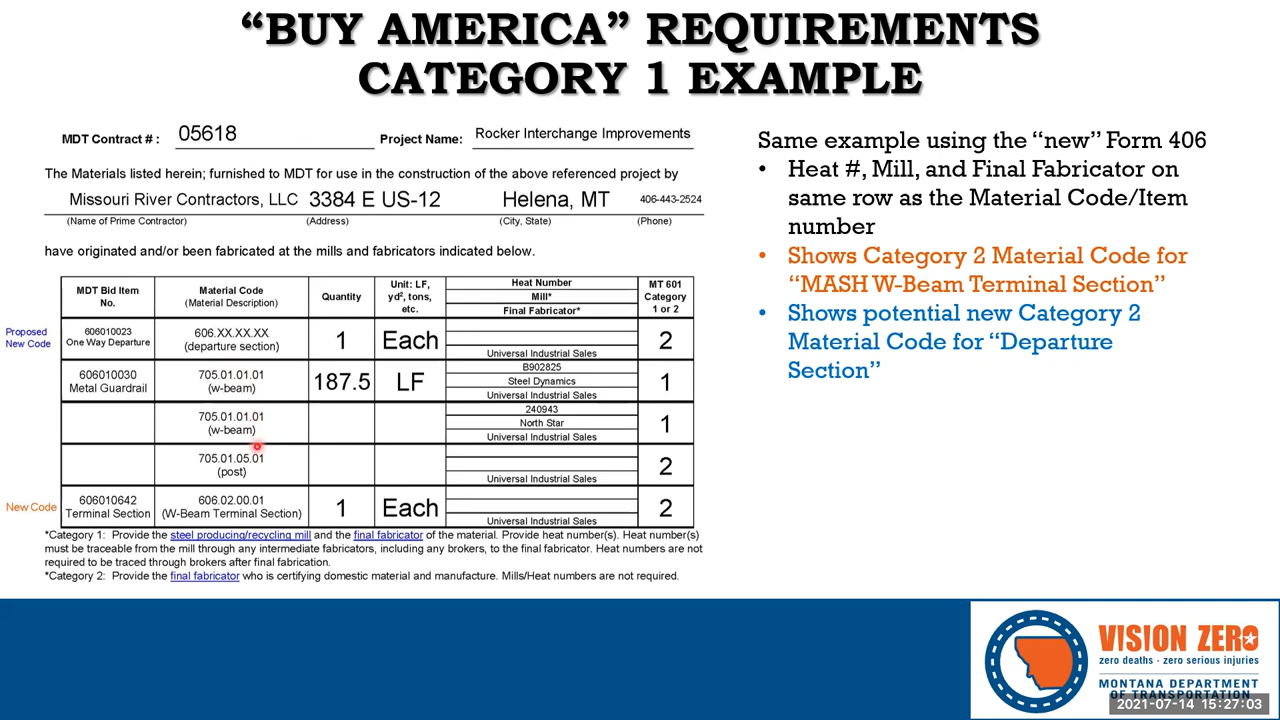 “BUY AMERICA” REQUIREMENTS
CATEGORY 1 EXAMPLE
MDT Contract # : 05618 Project Name: Rocker Interchange Improvements
The Materials listed herein; furnished to MDT for use in the construction of the above referenced project by
Missouri River Contractors, LLC 3384 E US-12 Helena, MT 406-443-2524
(Name of Prime Contractor) (Address) (City, State) (Phone)
have originated and/or been fabricated at the mills and fabricators indicated below.
MDT Bid Item
No.
Material Code
(Material Description)
Quantity
Unit: LF,
yd², tons,
etc.
Heat Number
Mill*
Final Fabricator*
MT 601
Category
1 or 2
Proposed
New Code
606010023
One Way Departure
606.XX.XX.XX
(departure section)
1
Each
Universal Industrial Sales
2
606010030
Metal Guardrail
705.01.01.01
(w-beam)
187.5
LF
B902825
Steel Dynamics
Universal Industrial Sales
1
705.01.01.01
(w-beam)
240943
North Star
Universal Industrial Sales
1
705.01.05.01
(post)
Universal Industrial Sales
2
New Code
606010642
Terminal Section
606.02.00.01
(W-Beam Terminal Section)
1
Each
Universal Industrial Sales
2
*Category 1: Provide the steel producing/recycling mill and the final fabricator of the material. Provide heat number(s). Heat number(s)
must be traceable from the mill through any intermediate fabricators, including any brokers, to the final fabricator. Heat numbers are not
required to be traced through brokers after final fabrication.
*Category 2: Provide the final fabricator who is certifying domestic material and manufacture. Mills/Heat numbers are not required.
Same example using the “new” Form 406
• Heat #, Mill, and Final Fabricator on
same row as the Material Code/Item
number
• Shows Category 2 Material Code for
“MASH W-Beam Terminal Section”
• Shows potential new Category 2
Material Code for “Departure
Section”
VISION ZERO
zero deaths · zero serious injuries
MONTANA DEPARTMENT
OF TRANSPORTATION
2021-07-14 15:27:03